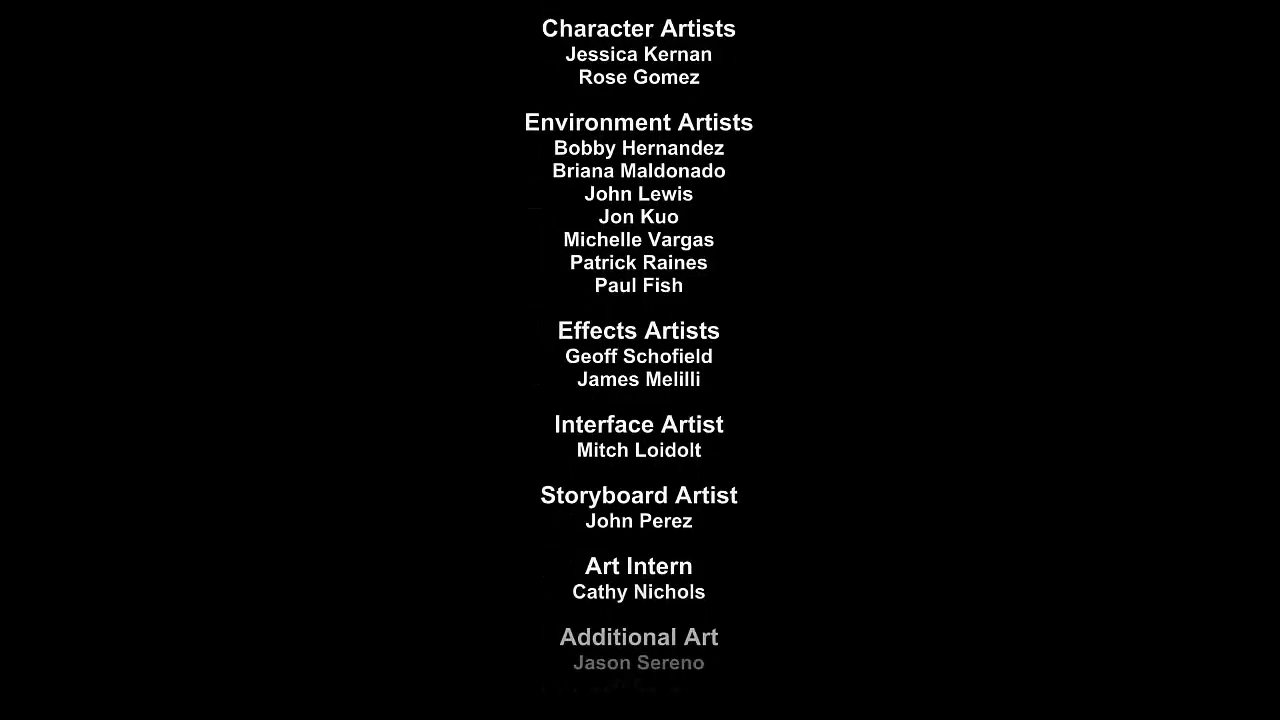 Character Artists
Jessica Kernan
Rose Gomez
Environment Artists
Bobby Hernandez
Briana Maldonado
John Lewis
Jon Kuo
Michelle Vargas
Patrick Raines
Paul Fish
Effects Artists
Geoff Schofield
James Melilli
Interface Artist
Mitch Loidolt
Storyboard Artist
John Perez
Art Intern
Cathy Nichols
Additional Art
Jason Sereno